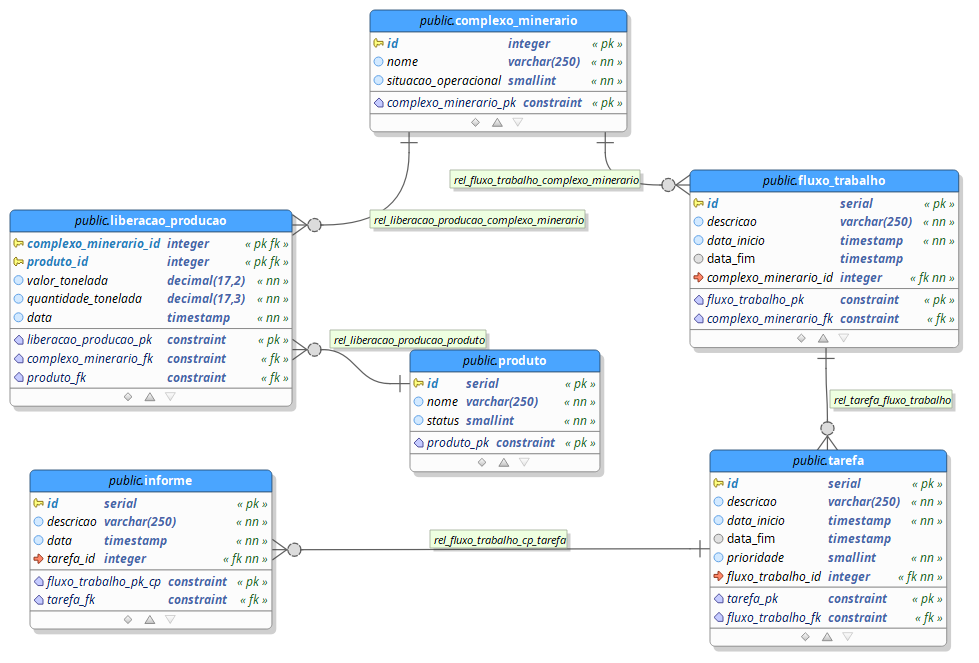 public.complexo_minerario
id integer « pk »
nome varchar(250) « nn »
situacao_operacional smallint « nn »
complexo_minerario_pk constraint « pk »
rel_fluxo_trabalho_complexo_minerario
rel_liberacao_producao_complexo_minerario
public.fluxo_trabalho
id serial « pk »
descricao varchar(250) « nn »
data_inicio timestamp « nn »
data_fim timestamp
complexo_minerario_id integer « fk nn »
fluxo_trabalho_pk constraint « pk »
complexo_minerario_fk constraint « fk »
public.liberacao_producao
complexo_minerario_id integer « pk fk »
produto_id integer « pk fk »
valor_tonelada decimal(17,2) « nn »
quantidade_tonelada decimal(17,3) « nn »
data timestamp « nn »
liberacao_producao_pk constraint « pk »
complexo_minerario_fk constraint « fk »
produto_fk constraint « fk »
rel_liberacao_producao_produto
public.produto
id serial « pk »
nome varchar(250) « nn »
status smallint « nn »
produto_pk constraint « pk »
rel_tarefa_fluxo_trabalho
public.tarefa
id serial « pk »
descricao varchar(250) « nn »
data_inicio timestamp « nn »
data_fim timestamp
prioridade smallint « nn »
fluxo_trabalho_id integer « fk nn »
tarefa_pk constraint « pk »
fluxo_trabalho_fk constraint « fk »
public.informe
id serial « pk »
descricao varchar(250) « nn »
data timestamp « nn »
tarefa_id integer « fk nn »
fluxo_trabalho_pk_cp constraint « pk »
tarefa_fk constraint « fk »
rel_fluxo_trabalho_cp_tarefa